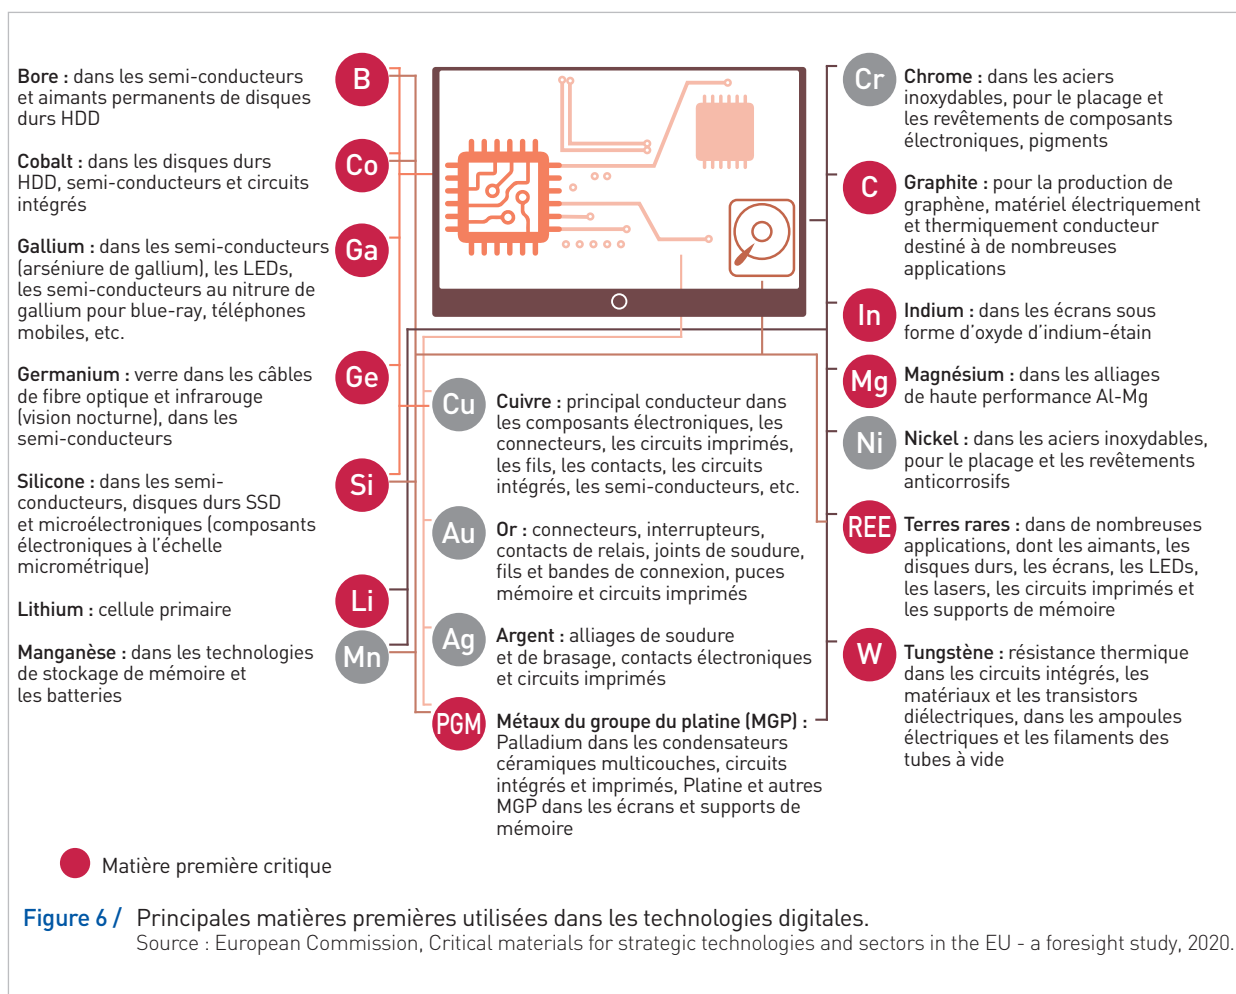 B
Bore : dans les semi-conducteurs
et aimants permanents de disques
durs HDD
Co
Cobalt : dans les disques durs
HDD, semi-conducteurs et circuits
intégrés
Ga
Gallium : dans les semi-conducteurs
(arséniure de gallium), les LEDs,
les semi-conducteurs au nitrure de
gallium pour blue-ray, téléphones
mobiles, etc.
Ge
Germanium : verre dans les câbles
de fibre optique et infrarouge
(vision nocturne), dans les
semi-conducteurs
Si
Silicone : dans les semi-
conducteurs, disques durs SSD
et microélectroniques (composants
électroniques à l'échelle
micrométrique)
Li
Lithium : cellule primaire
Mn
Manganèse : dans les technologies
de stockage de mémoire et
les batteries
Cu
Cuivre : principal conducteur dans
les composants électroniques, les
connecteurs, les circuits imprimés,
les fils, les contacts, les circuits
intégrés, les semi-conducteurs, etc.
Au
Or : connecteurs, interrupteurs,
contacts de relais, joints de soudure,
fils et bandes de connexion, puces
mémoire et circuits imprimés
Ag
Argent : alliages de soudure
et de brasage, contacts électroniques
et circuits imprimés
PGM
Métaux du groupe du platine (MGP) :
Palladium dans les condensateurs
céramiques multicouches, circuits
intégrés et imprimés, Platine et autres
MGP dans les écrans et supports de
mémoire
Cr
Chrome : dans les aciers
inoxydables, pour le placage et
les revêtements de composants
électroniques, pigments
C
Graphite : pour la production de
graphène, matériel électriquement
et thermiquement conducteur
destiné à de nombreuses
applications
In
Indium : dans les écrans sous
forme d'oxyde d'indium-étain
Mg
Magnésium : dans les alliages
de haute performance Al-Mg
Ni
Nickel : dans les aciers inoxydables,
pour le placage et les revêtements
anticorrosifs
REE
Terres rares : dans de nombreuses
applications, dont les aimants, les
disques durs, les écrans, les LEDs,
les lasers, les circuits imprimés et
les supports de mémoire
W
Tungstène : résistance thermique
dans les circuits intégrés, les
matériaux et les transistors
diélectriques, dans les ampoules
électriques et les filaments des
tubes à vide
Matière première critique
Figure 6 / Principales matières premières utilisées dans les technologies digitales.
Source : European Commission, Critical materials for strategic technologies and sectors in the EU - a foresight study, 2020.